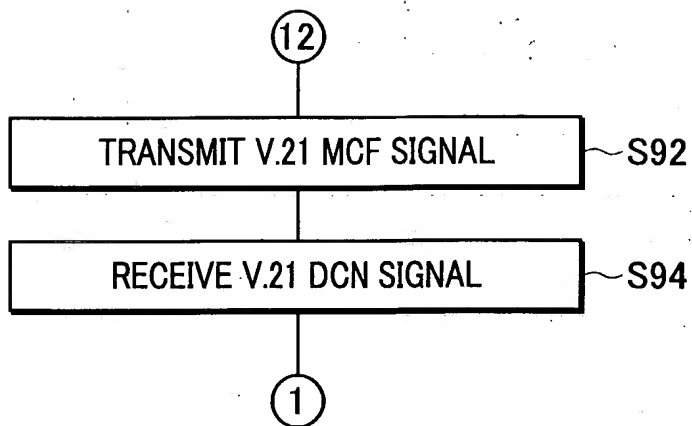 12
TRANSMIT V.21 MCF SIGNAL S92
RECEIVE V.21 DCN SIGNAL S94
1